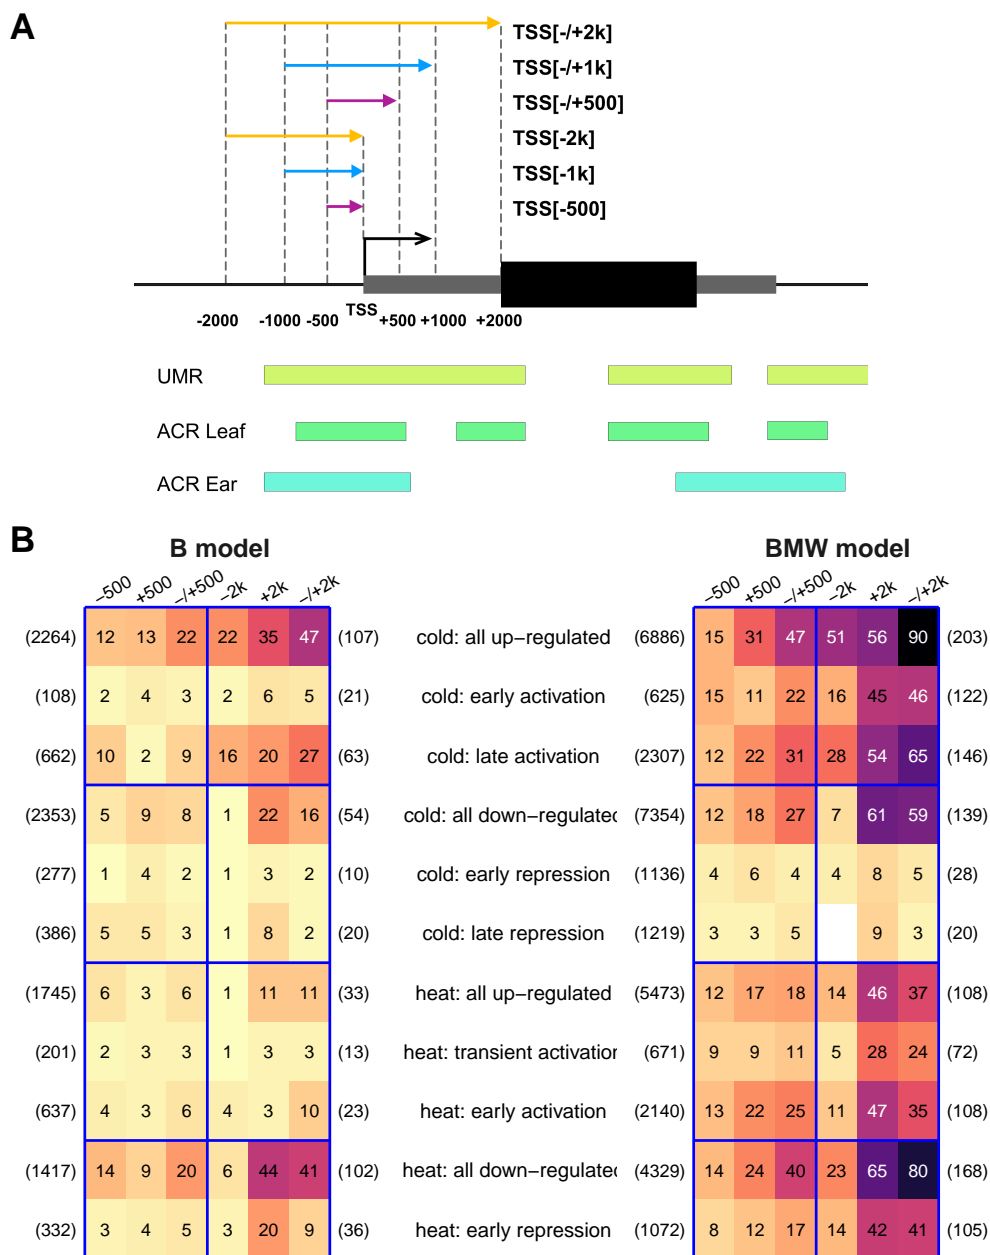 A
TSS[-/+2k]
TSS[-/+1k]
TSS[-/+500]
TSS[-2k]
TSS[-1k]
TSS[-500]
-2000 -1000 -500 TSS +500 +1000 +2000
UMR
ACR Leaf
ACR Ear
B
B model BMW model
−500 +500 −/+500 −2k +2k −/+2k −500 +500 −/+500 −2k +2k −/+2k
(2264) 12 13 22 22 35 47 (107) cold: all up−regulated (6886) 15 31 47 51 56 90 (203)
(108) 2 4 3 2 6 5 (21) cold: early activation (625) 15 11 22 16 45 46 (122)
(662) 10 2 9 16 20 27 (63) cold: late activation (2307) 12 22 31 28 54 65 (146)
(2353) 5 9 8 1 22 16 (54) cold: all down−regulated (7354) 12 18 27 7 61 59 (139)
(277) 1 4 2 1 3 2 (10) cold: early repression (1136) 4 6 4 4 8 5 (28)
(386) 5 5 3 1 8 2 (20) cold: late repression (1219) 3 3 5 9 3 (20)
(1745) 6 3 6 1 11 11 (33) heat: all up−regulated (5473) 12 17 18 14 46 37 (108)
(201) 2 3 3 1 3 3 (13) heat: transient activation (671) 9 9 11 5 28 24 (72)
(637) 4 3 6 4 3 10 (23) heat: early activation (2140) 13 22 25 11 47 35 (108)
(1417) 14 9 20 6 44 41 (102) heat: all down−regulated (4329) 14 24 40 23 65 80 (168)
(332) 3 4 5 3 20 9 (36) heat: early repression (1072) 8 12 17 14 42 41 (105)